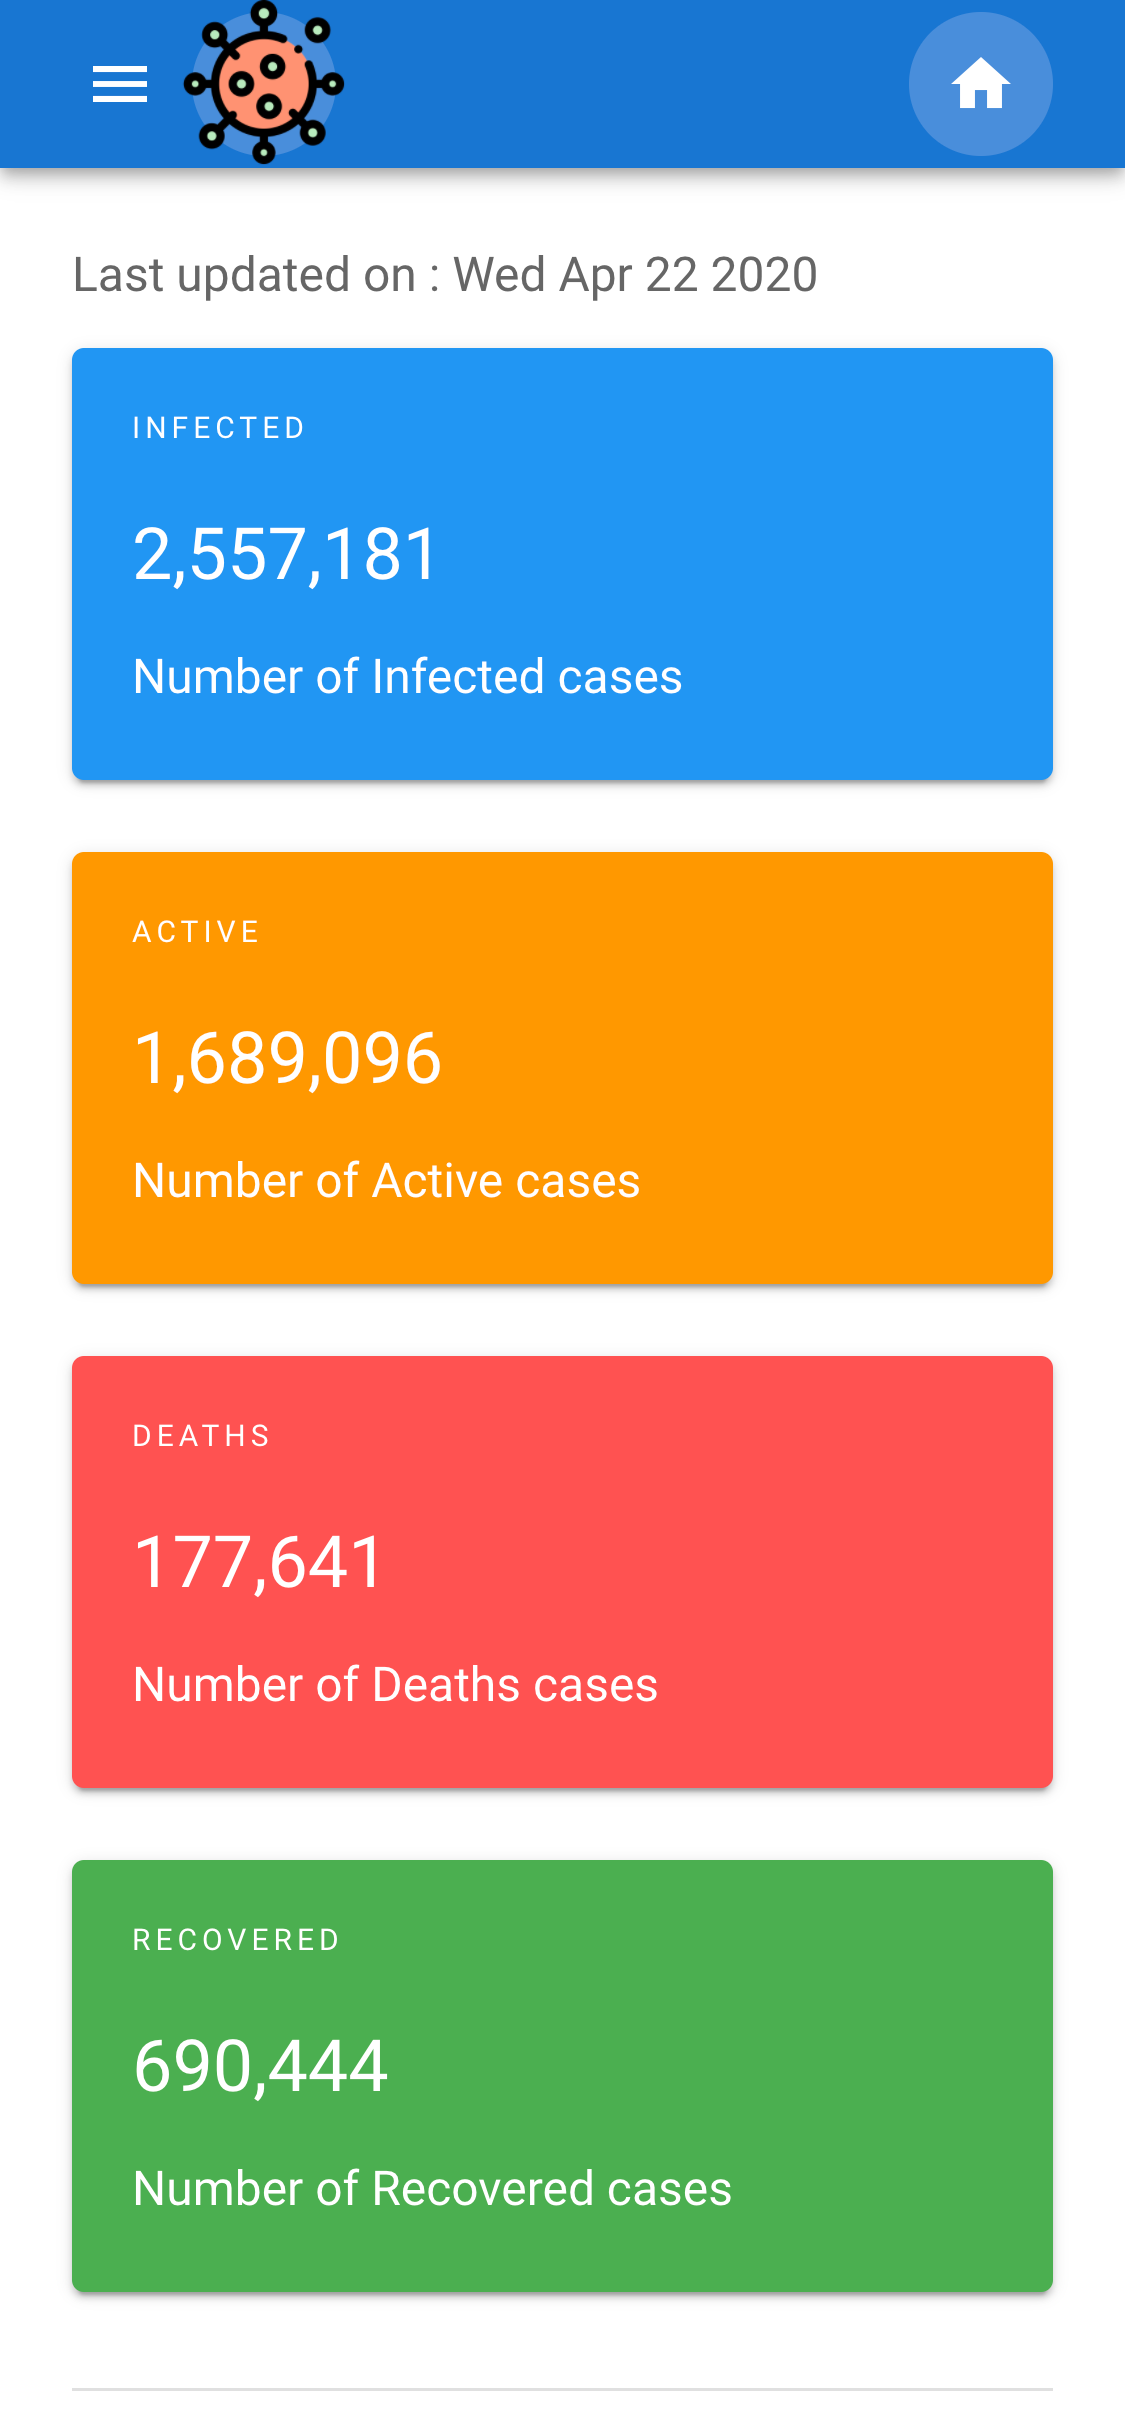 Last updated on : Wed Apr 22 2020
INFECTED
2,557,181
Number of Infected cases
ACTIVE
1,689,096
Number of Active cases
DEATHS
177,641
Number of Deaths cases
RECOVERED
690,444
Number of Recovered cases